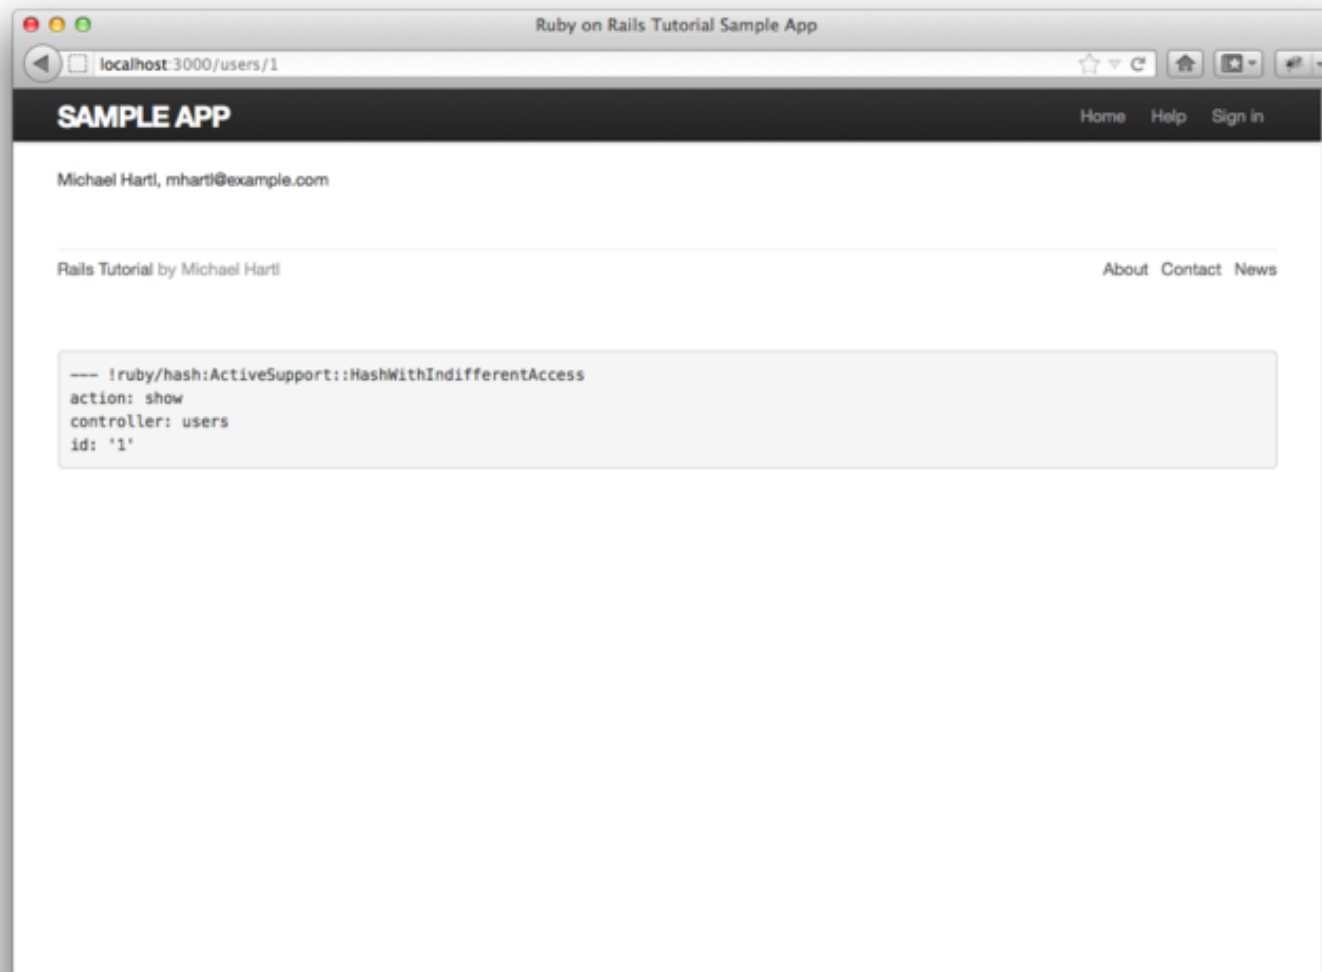 Ruby on Rails Tutorial Sample App
localhost:3000/users/1
SAMPLE APP Home Help Sign in
Michael Hartl, mhartl@example.com
Rails Tutorial by Michael Hartl About Contact News
--- !ruby/hash:ActiveSupport::HashWithIndifferentAccess
action: show
controller: users
id: '1'